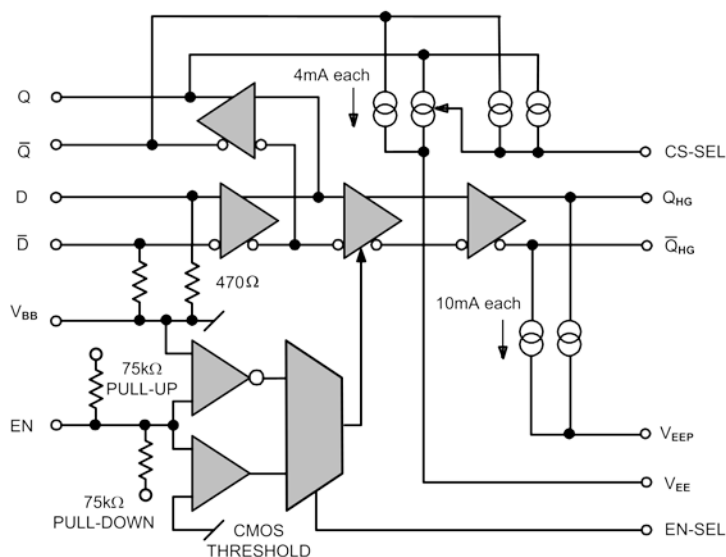 4mA each
Q
Q̅
CS-SEL
D
Q_HG
D̅
Q̅_HG
470Ω
V_BB
10mA each
75kΩ
PULL-UP
EN
V_EEP
75kΩ
PULL-DOWN
V_EE
CMOS
THRESHOLD
EN-SEL